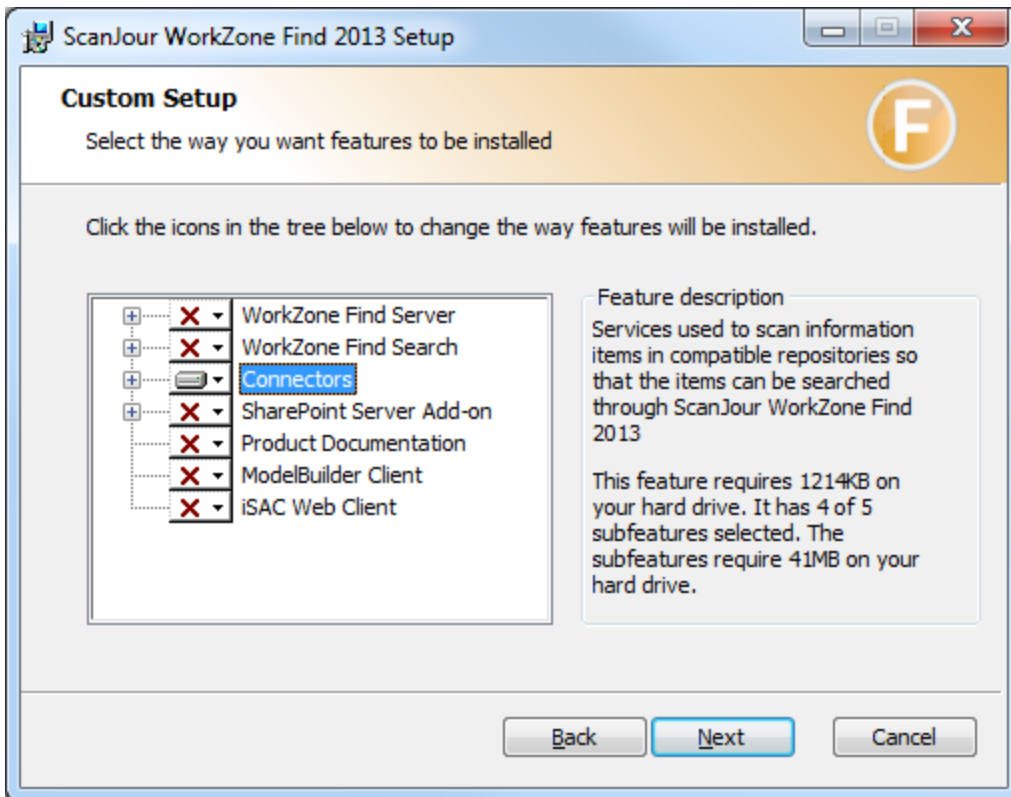 ScanJour WorkZone Find 2013 Setup
Custom Setup
F
Select the way you want features to be installed
Click the icons in the tree below to change the way features will be installed.
WorkZone Find Server
WorkZone Find Search
Connectors
SharePoint Server Add-on
Product Documentation
ModelBuilder Client
iSAC Web Client
Feature description
Services used to scan information
items in compatible repositories so
that the items can be searched
through ScanJour WorkZone Find
2013
This feature requires 1214KB on
your hard drive. It has 4 of 5
subfeatures selected. The
subfeatures require 41MB on your
hard drive.
Back
Next
Cancel